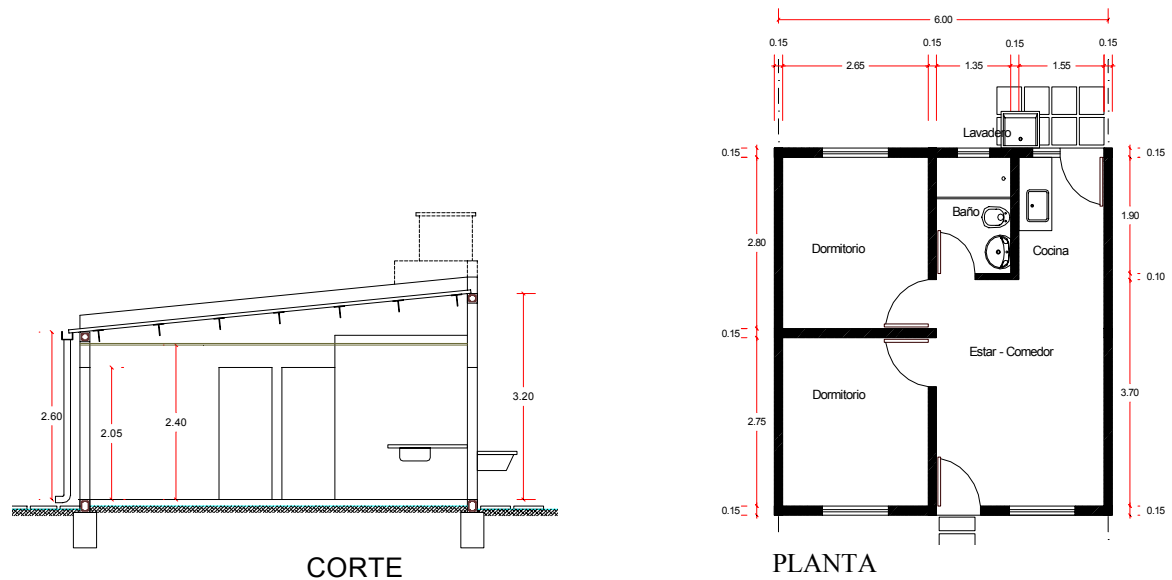 2.60
2.05
2.40
3.20
CORTE
6.00
0.15 0.15 0.15 0.15
2.65 1.35 1.55
Lavadero
0.15 0.15
Baño
1.90
2.80 Dormitorio Cocina
0.10
0.15
Estar - Comedor
Dormitorio 3.70
2.75
0.15 0.15
PLANTA